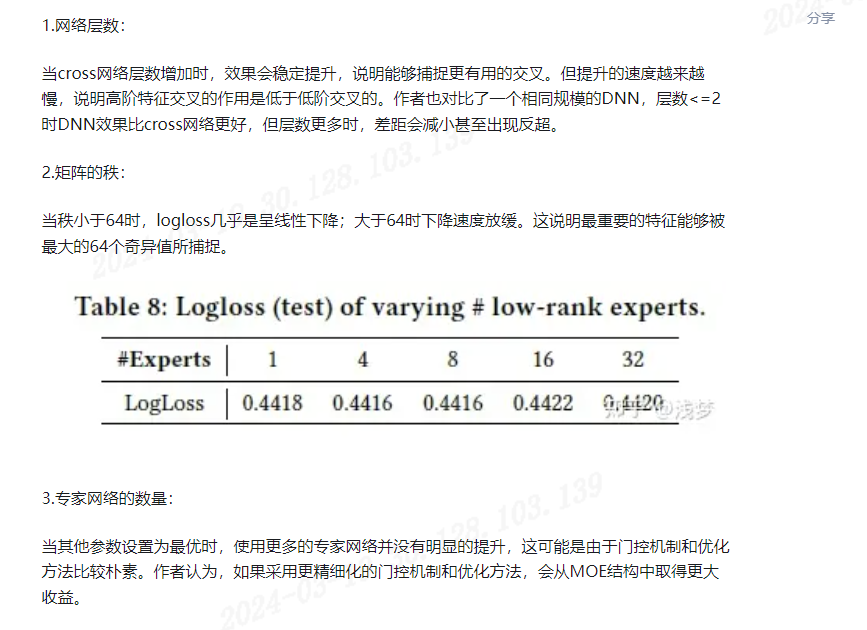 分享
1.网络层数：
当cross网络层数增加时，效果会稳定提升，说明能够捕捉更有用的交叉。但提升的速度越来越
慢，说明高阶特征交叉的作用是低于低阶交叉的。作者也对比了一个相同规模的DNN，层数<=2
时DNN效果比cross网络更好，但层数更多时，差距会减小甚至出现反超。
2.矩阵的秩：
当秩小于64时，logloss几乎是呈线性下降；大于64时下降速度放缓。这说明最重要的特征能够被
最大的64个奇异值所捕捉。
Table 8: Logloss (test) of varying # low-rank experts.
#Experts 1 4 8 16 32
LogLoss 0.4418 0.4416 0.4416 0.4422 0.4420
知乎 @浅梦
3.专家网络的数量：
当其他参数设置为最优时，使用更多的专家网络并没有明显的提升，这可能是由于门控机制和优化
方法比较朴素。作者认为，如果采用更精细化的门控机制和优化方法，会从MOE结构中取得更大
收益。